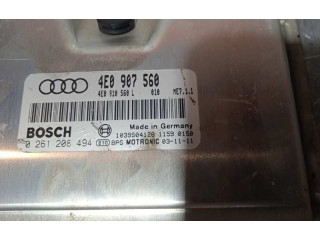 4E0 907 560
4E0 910 560 L 010 ME7.1.1
Made in Germany
BOSCH 1039S04128 1159 0150
0 261 208 494 BPG MOTRONIC 03-11-11